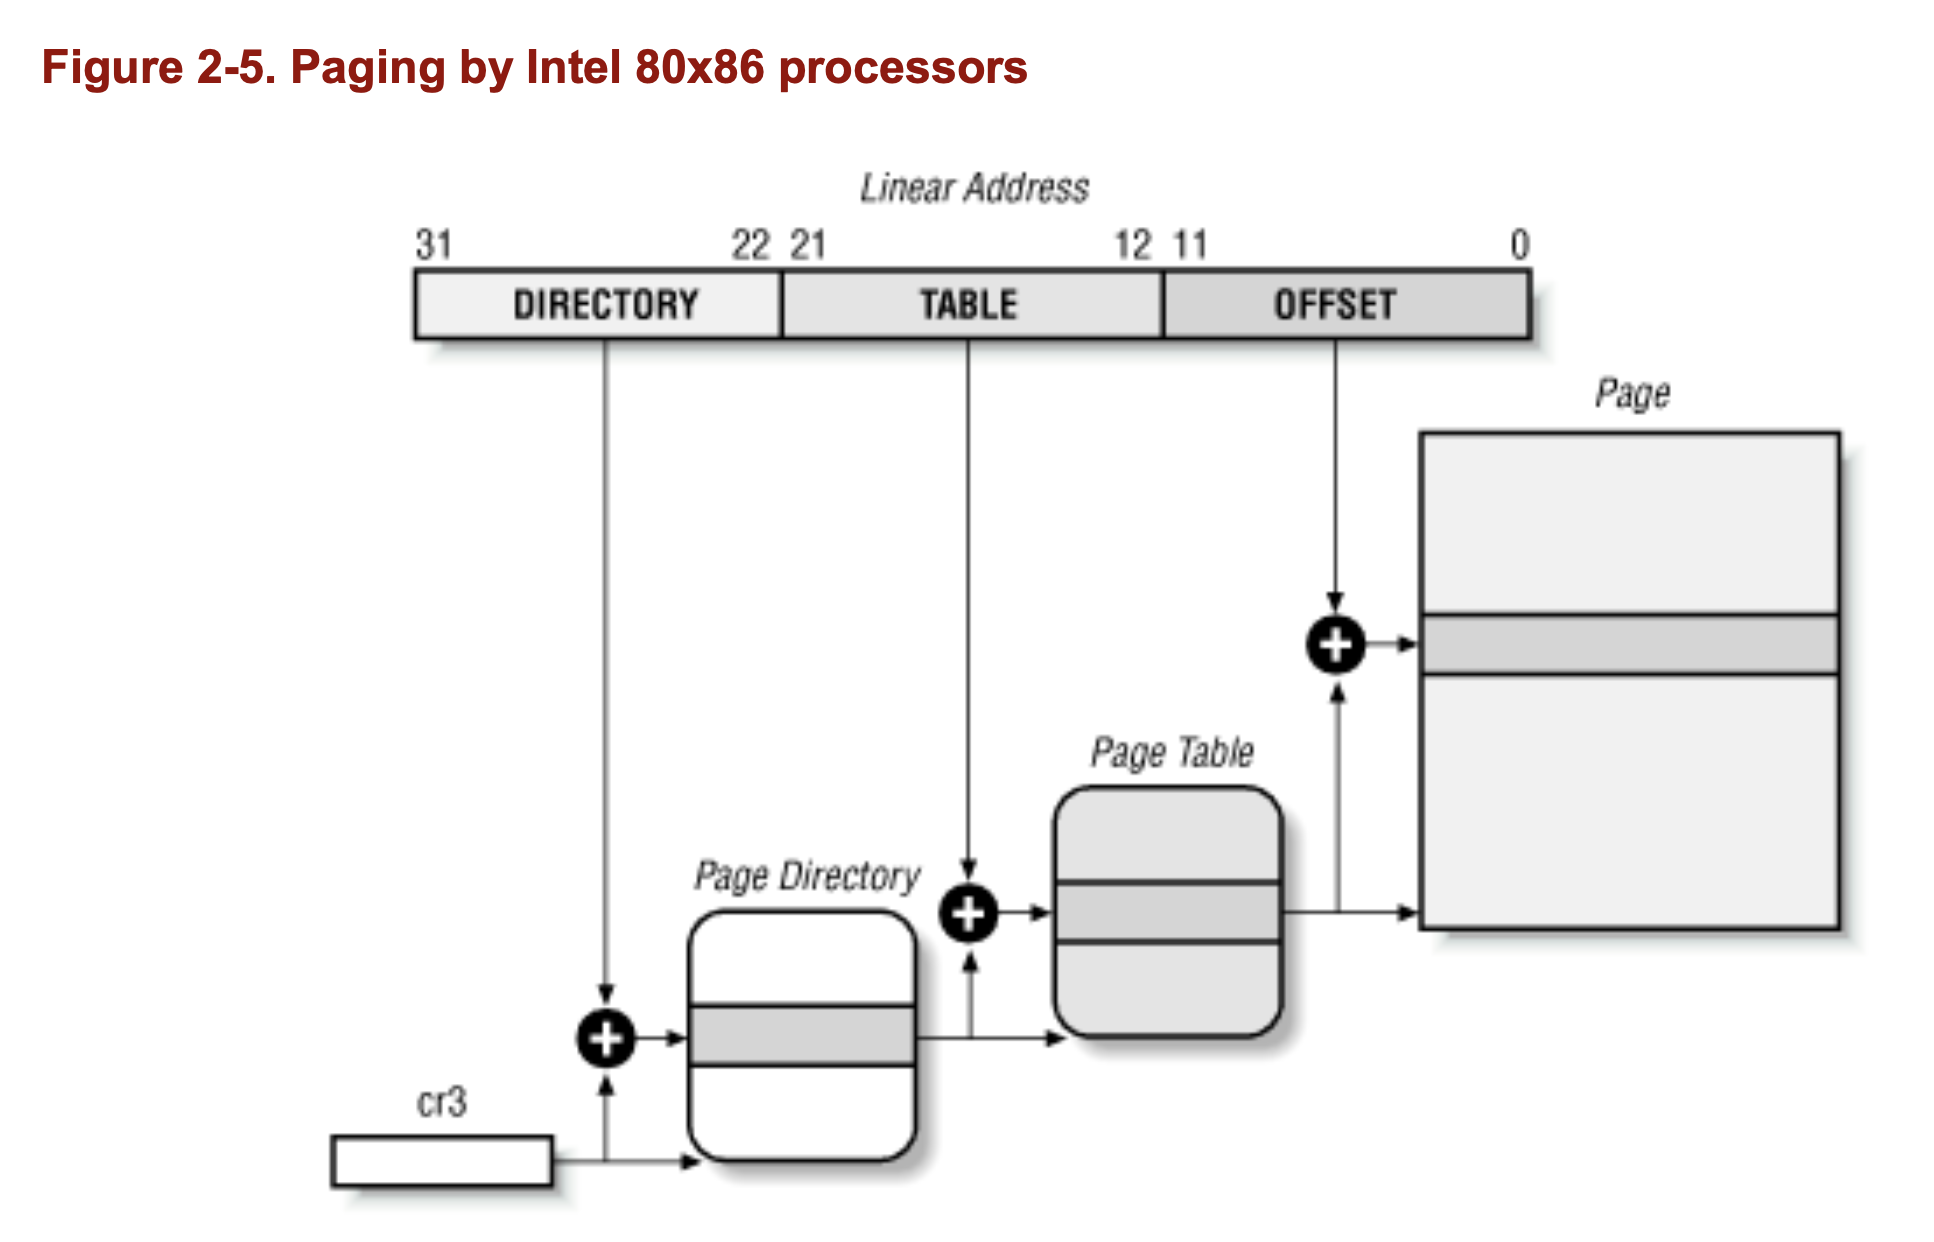 Figure 2-5. Paging by Intel 80x86 processors
Linear Address
31 22 21 12 11 0
DIRECTORY TABLE OFFSET
Page
Page Table
Page Directory
cr3